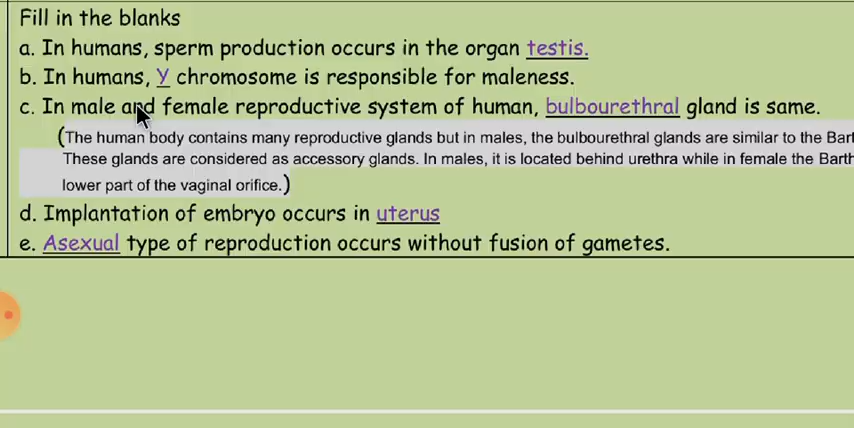 Fill in the blanks
a. In humans, sperm production occurs in the organ testis.
b. In humans, Y chromosome is responsible for maleness.
c. In male and female reproductive system of human, bulbourethral gland is same.
(The human body contains many reproductive glands but in males, the bulbourethral glands are similar to the
These glands are considered as accessory glands. In males, it is located behind urethra while in female the
lower part of the vaginal orifice.)
d. Implantation of embryo occurs in uterus
e. Asexual type of reproduction occurs without fusion of gametes.